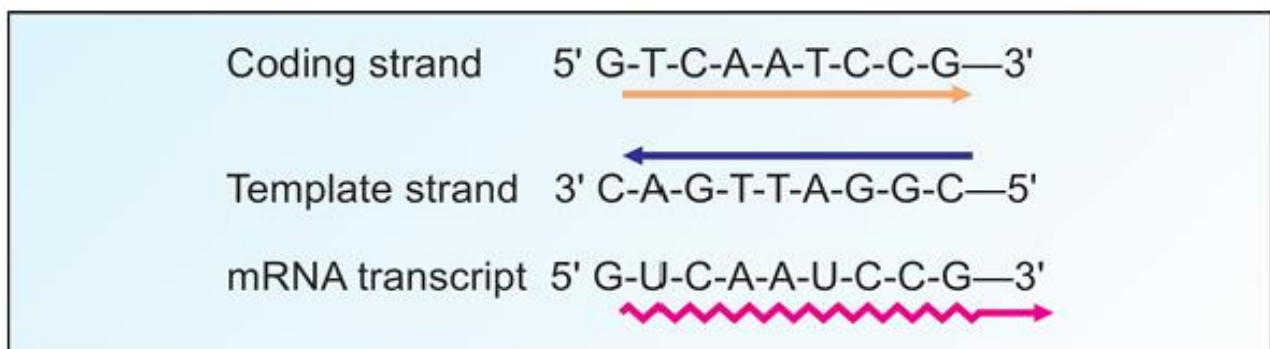 Coding strand 5' G-T-C-A-A-T-C-C-G—3'
Template strand 3' C-A-G-T-T-A-G-G-C—5'
mRNA transcript 5' G-U-C-A-A-U-C-C-G—3'